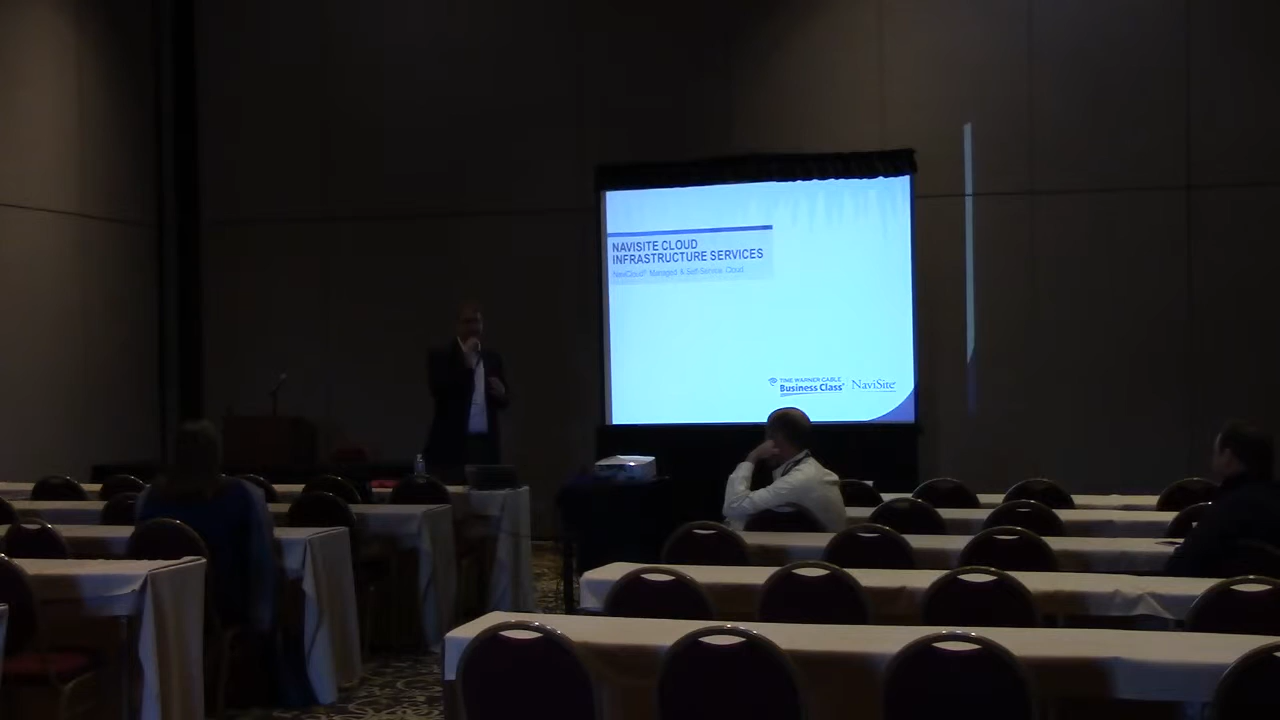 NAVISITE CLOUD
INFRASTRUCTURE SERVICES
NaviCloud® Managed & Self-Service Cloud
TIME WARNER CABLE
Business Class®
NaviSite